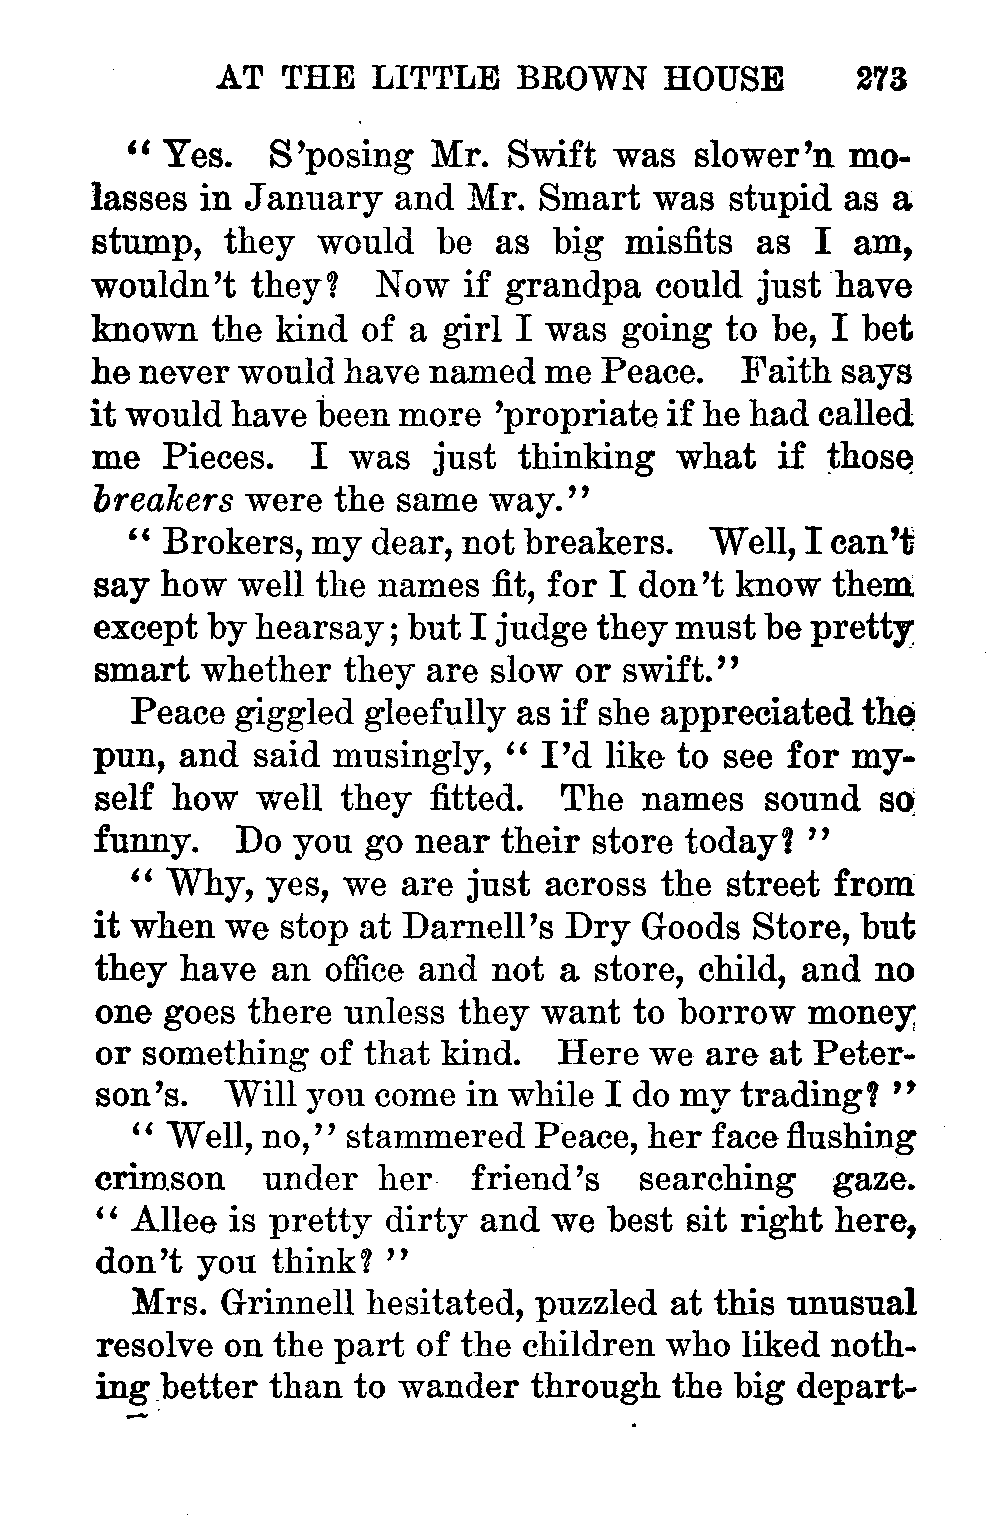 AT THE LITTLE BROWN HOUSE 273
“ Yes. S’posing Mr. Swift was slower’n mo-
lasses in January and Mr. Smart was stupid as a
stump, they would be as big misfits as I am,
wouldn’t they? Now if grandpa could just have
known the kind of a girl I was going to be, I bet
he never would have named me Peace. Faith says
it would have been more ’propriate if he had called
me Pieces. I was just thinking what if those
breakers were the same way.”
“ Brokers, my dear, not breakers. Well, I can’t
say how well the names fit, for I don’t know them
except by hearsay; but I judge they must be pretty
smart whether they are slow or swift.”
Peace giggled gleefully as if she appreciated the
pun, and said musingly, “ I’d like to see for my-
self how well they fitted. The names sound so
funny. Do you go near their store today? ”
“ Why, yes, we are just across the street from
it when we stop at Darnell’s Dry Goods Store, but
they have an office and not a store, child, and no
one goes there unless they want to borrow money
or something of that kind. Here we are at Peter-
son’s. Will you come in while I do my trading? ”
“ Well, no,” stammered Peace, her face flushing
crimson under her friend’s searching gaze.
“ Allee is pretty dirty and we best sit right here,
don’t you think? ”
Mrs. Grinnell hesitated, puzzled at this unusual
resolve on the part of the children who liked noth-
ing better than to wander through the big depart-